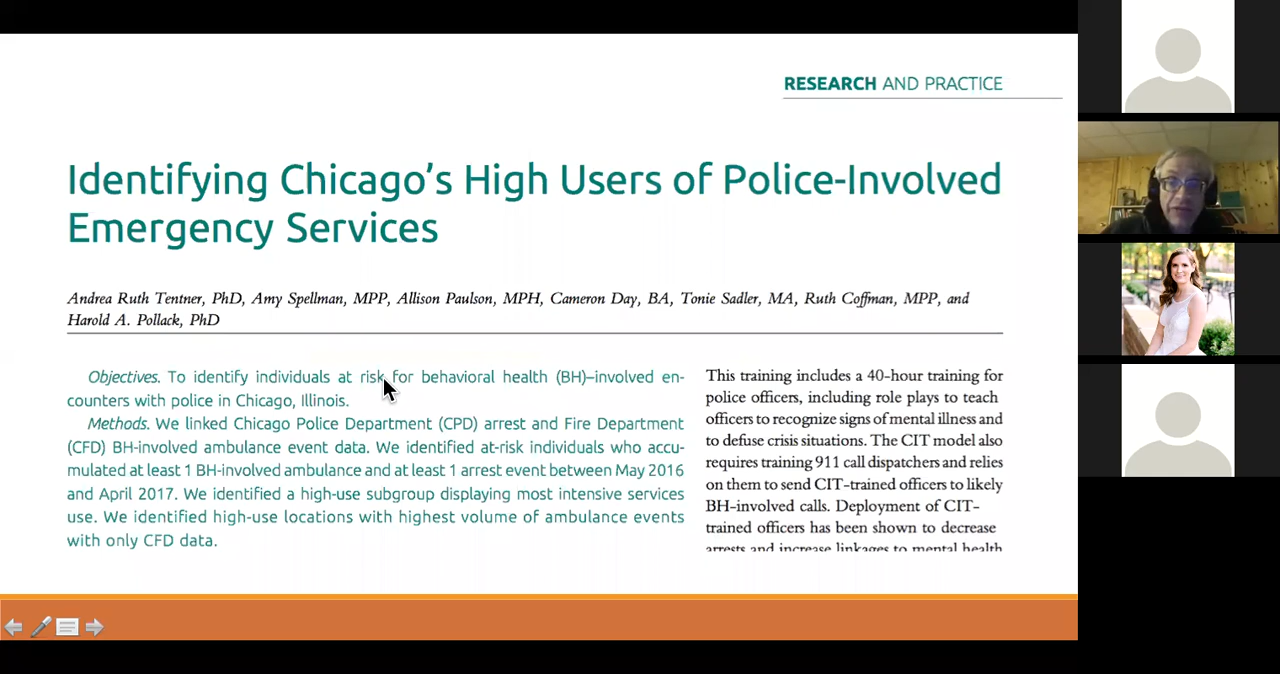 RESEARCH AND PRACTICE
Identifying Chicago's High Users of Police-Involved
Emergency Services
Andrea Ruth Tentner, PhD, Amy Spellman, MPP, Allison Paulson, MPH, Cameron Day, BA, Tonie Sadler, MA, Ruth Coffman, MPP, and
Harold A. Pollack, PhD
Objectives. To identify individuals at risk for behavioral health (BH)–involved en-
counters with police in Chicago, Illinois.
Methods. We linked Chicago Police Department (CPD) arrest and Fire Department
(CFD) BH-involved ambulance event data. We identified at-risk individuals who accu-
mulated at least 1 BH-involved ambulance and at least 1 arrest event between May 2016
and April 2017. We identified a high-use subgroup displaying most intensive services
use. We identified high-use locations with highest volume of ambulance events
with only CFD data.
This training includes a 40-hour training for
police officers, including role plays to teach
officers to recognize signs of mental illness and
to defuse crisis situations. The CIT model also
requires training 911 call dispatchers and relies
on them to send CIT-trained officers to likely
BH-involved calls. Deployment of CIT-
trained officers has been shown to decrease
arrests and increase linkages to mental health